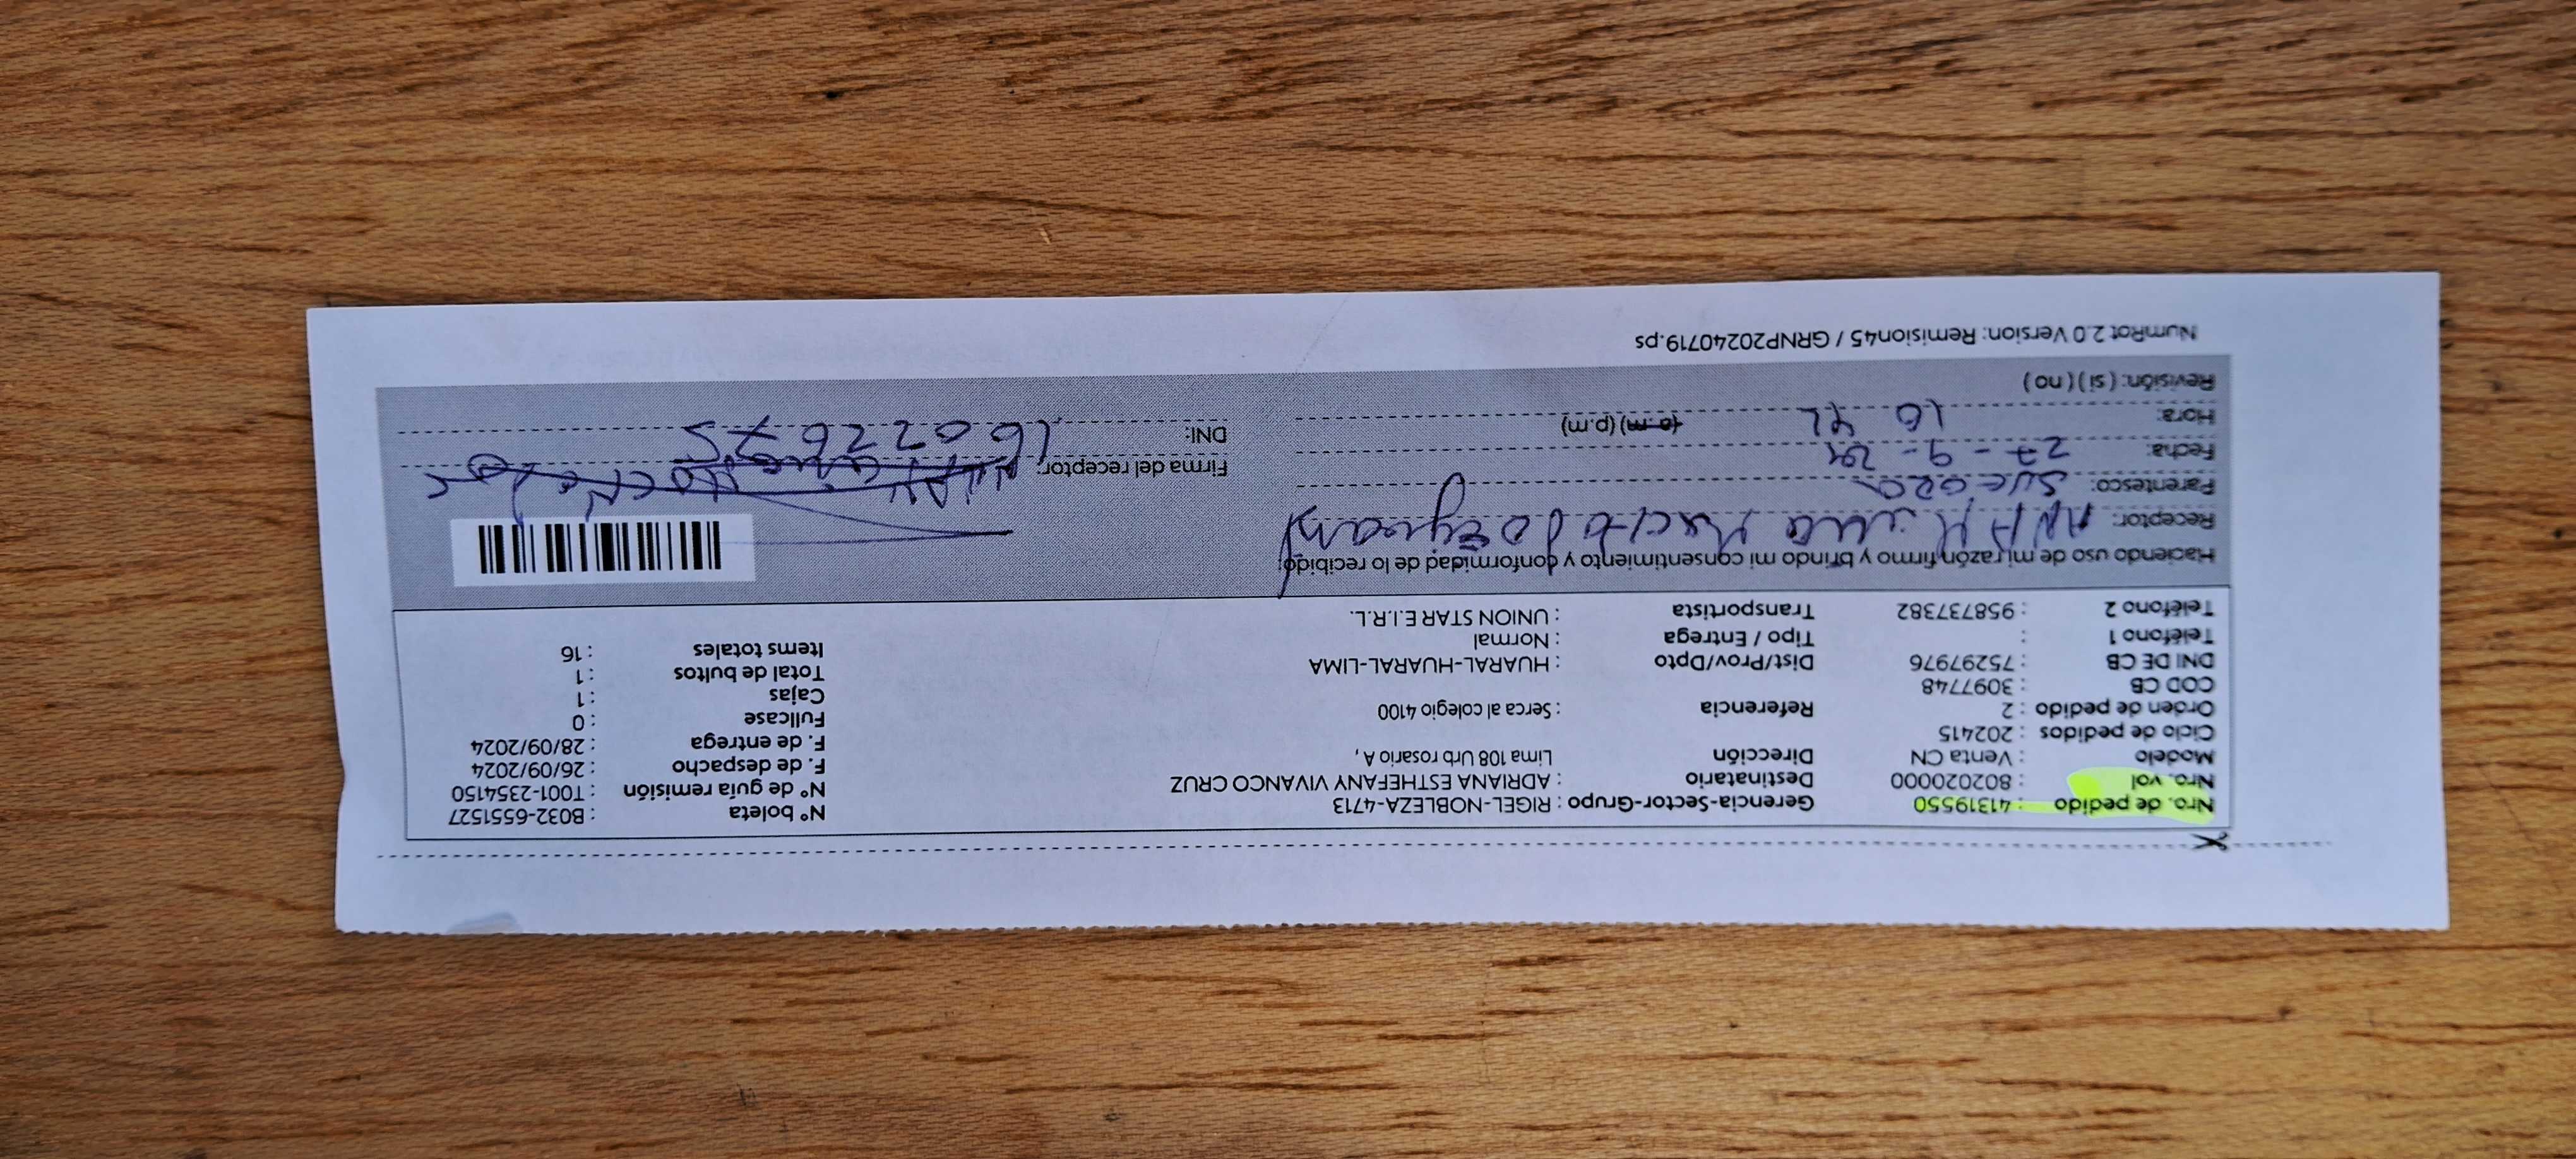 Nro. de pedido : 41319550 Gerencia-Sector-Grupo : RIGEL-NOBLEZA-4713 N° boleta : B032-6551527
Nro. vol : 802020000 Destinatario : ADRIANA ESTHEFANY VIVANCO CRUZ N° de guía remisión : T001-2354150
Modelo : Venta CN Dirección Lima 108 Urb rosario A, F. de despacho : 26/09/2024
Ciclo de pedidos : 202415 F. de entrega : 28/09/2024
Orden de pedido : 2 Referencia : Serca al colegio 4100 Fullcase : 0
COD CB : 3097748 Cajas : 1
DNI DE CB : 75297976 Dist/Prov/Dpto : HUARAL-HUARAL-LIMA Total de bultos : 1
Teléfono 1 : Tipo / Entrega : Normal Items totales : 16
Teléfono 2 : 958737382 Transportista : UNION STAR E.I.R.L.
Haciendo uso de mi razón firmo y brindo mi consentimiento y conformidad de lo recibido:
Receptor:
Parentesco:
Fecha: 27-9- Firma del receptor:
Hora: 16 42 (a.m) (p.m) DNI: 16022675
Revisión: ( si ) ( no )
NumRot 2.0 Version: Remision45 / GRNP20240719.ps